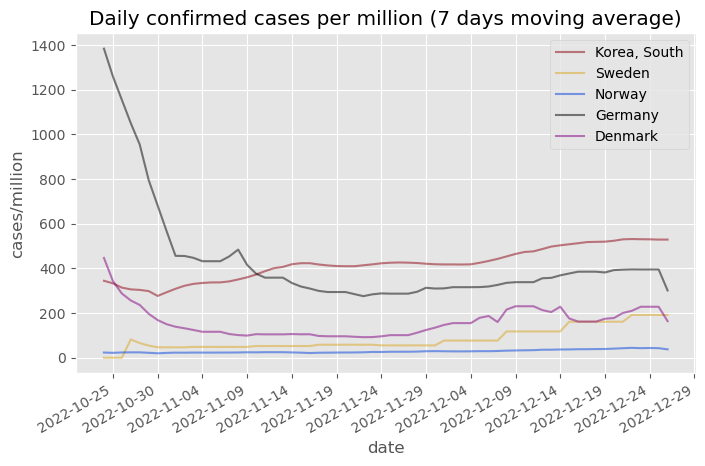 Daily confirmed cases per million (7 days moving average)
1400
1200
1000
800
600
400
200
0
cases/million
Korea, South
Sweden
Norway
Germany
Denmark
2022-10-25
2022-10-30
2022-11-04
2022-11-09
2022-11-14
2022-11-19
2022-11-24
2022-11-29
2022-12-04
2022-12-09
2022-12-14
2022-12-19
2022-12-24
2022-12-29
date